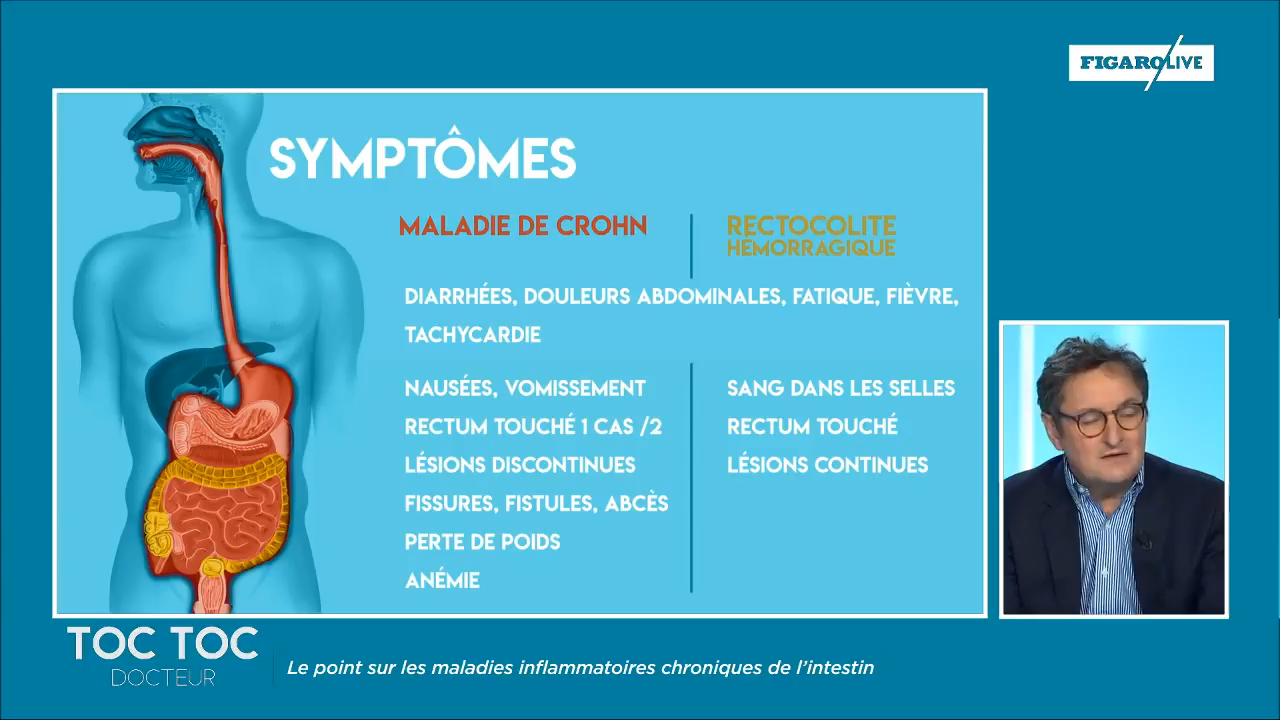 FIGAROLIVE
SYMPTÔMES
MALADIE DE CROHN
RECTOCOLITE
HÉMORRAGIQUE
DIARRHÉES, DOULEURS ABDOMINALES, FATIQUE, FIÈVRE,
TACHYCARDIE
NAUSÉES, VOMISSEMENT
RECTUM TOUCHÉ 1 CAS /2
LÉSIONS DISCONTINUES
FISSURES, FISTULES, ABCÈS
PERTE DE POIDS
ANÉMIE
SANG DANS LES SELLES
RECTUM TOUCHÉ
LÉSIONS CONTINUES
TOC TOC
DOCTEUR
Le point sur les maladies inflammatoires chroniques de l'intestin